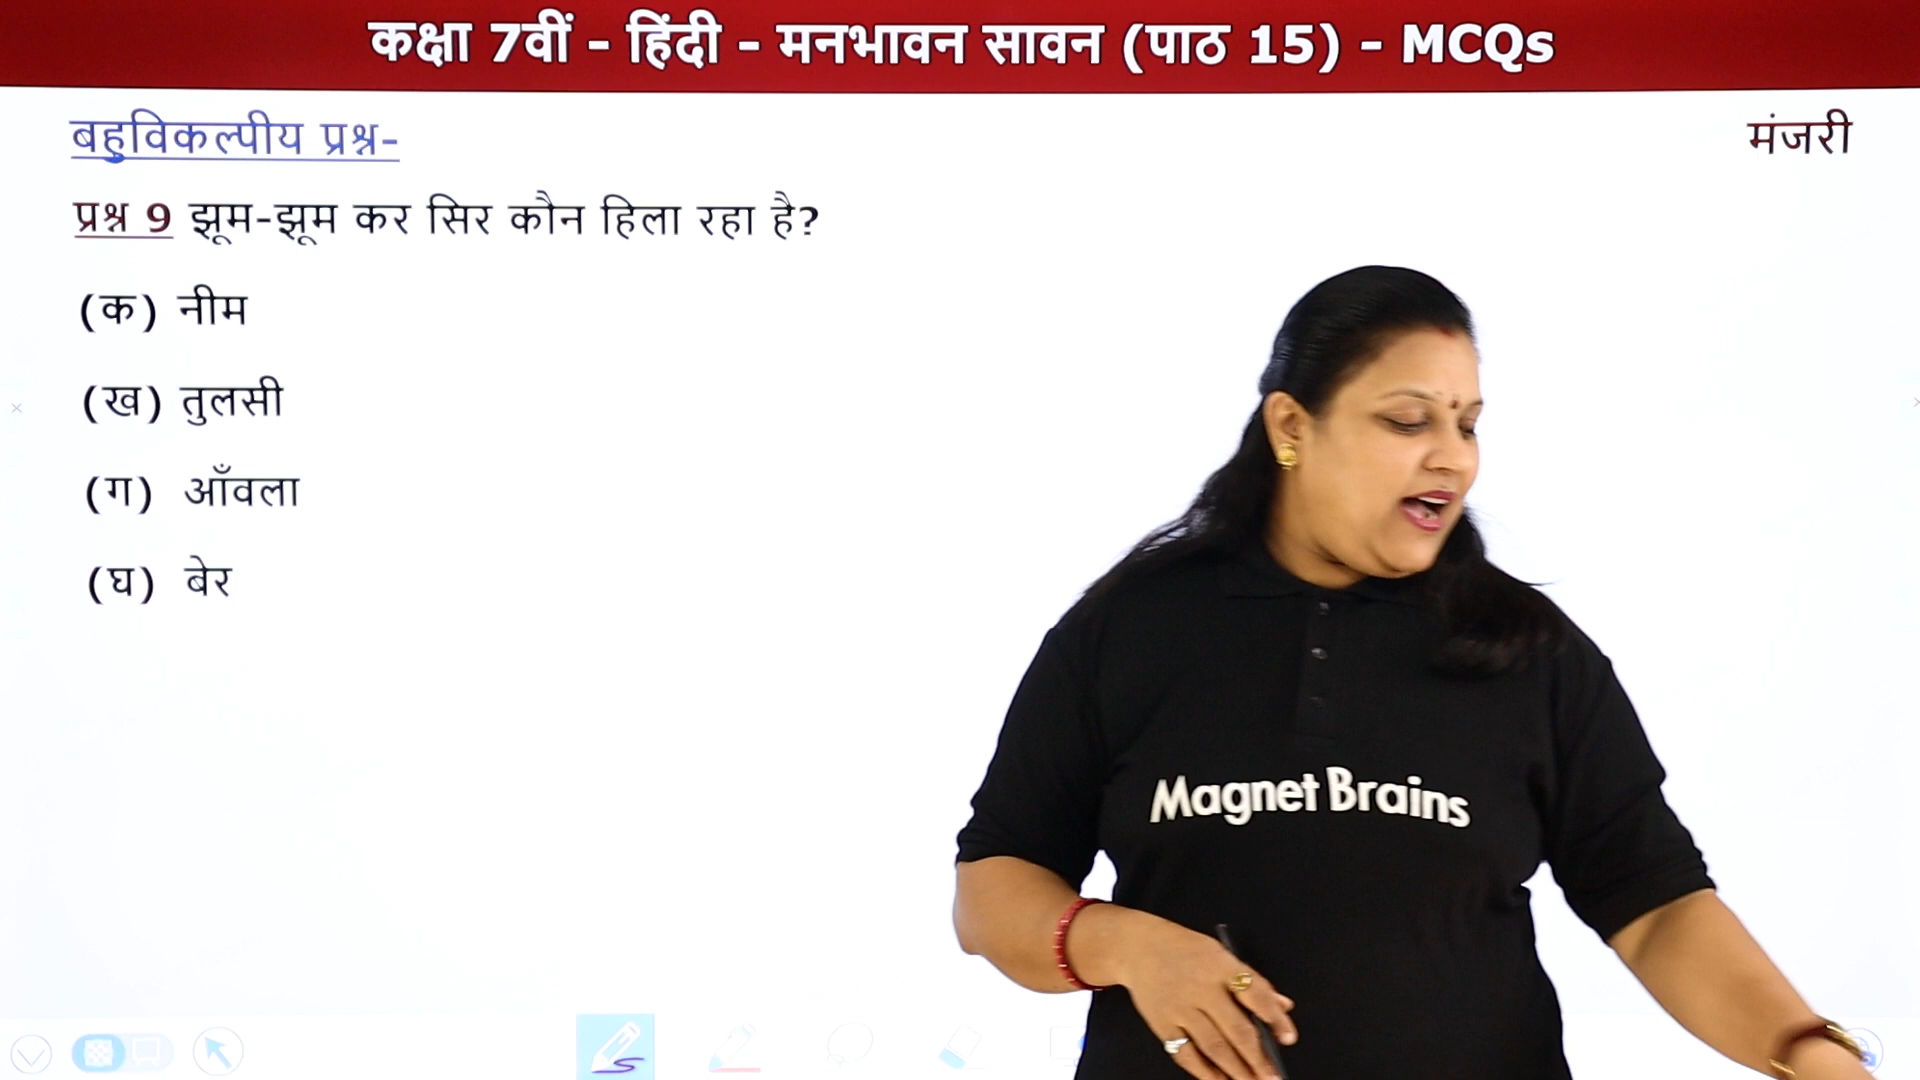 कक्षा 7वीं - हिंदी - मनभावन सावन (पाठ 15) - MCQs
बहुविकल्पीय प्रश्न-
मंजरी
प्रश्न 9 झूम-झूम कर सिर कौन हिला रहा है?
(क) नीम
(ख) तुलसी
(ग) आँवला
(घ) बेर
Magnet Brains